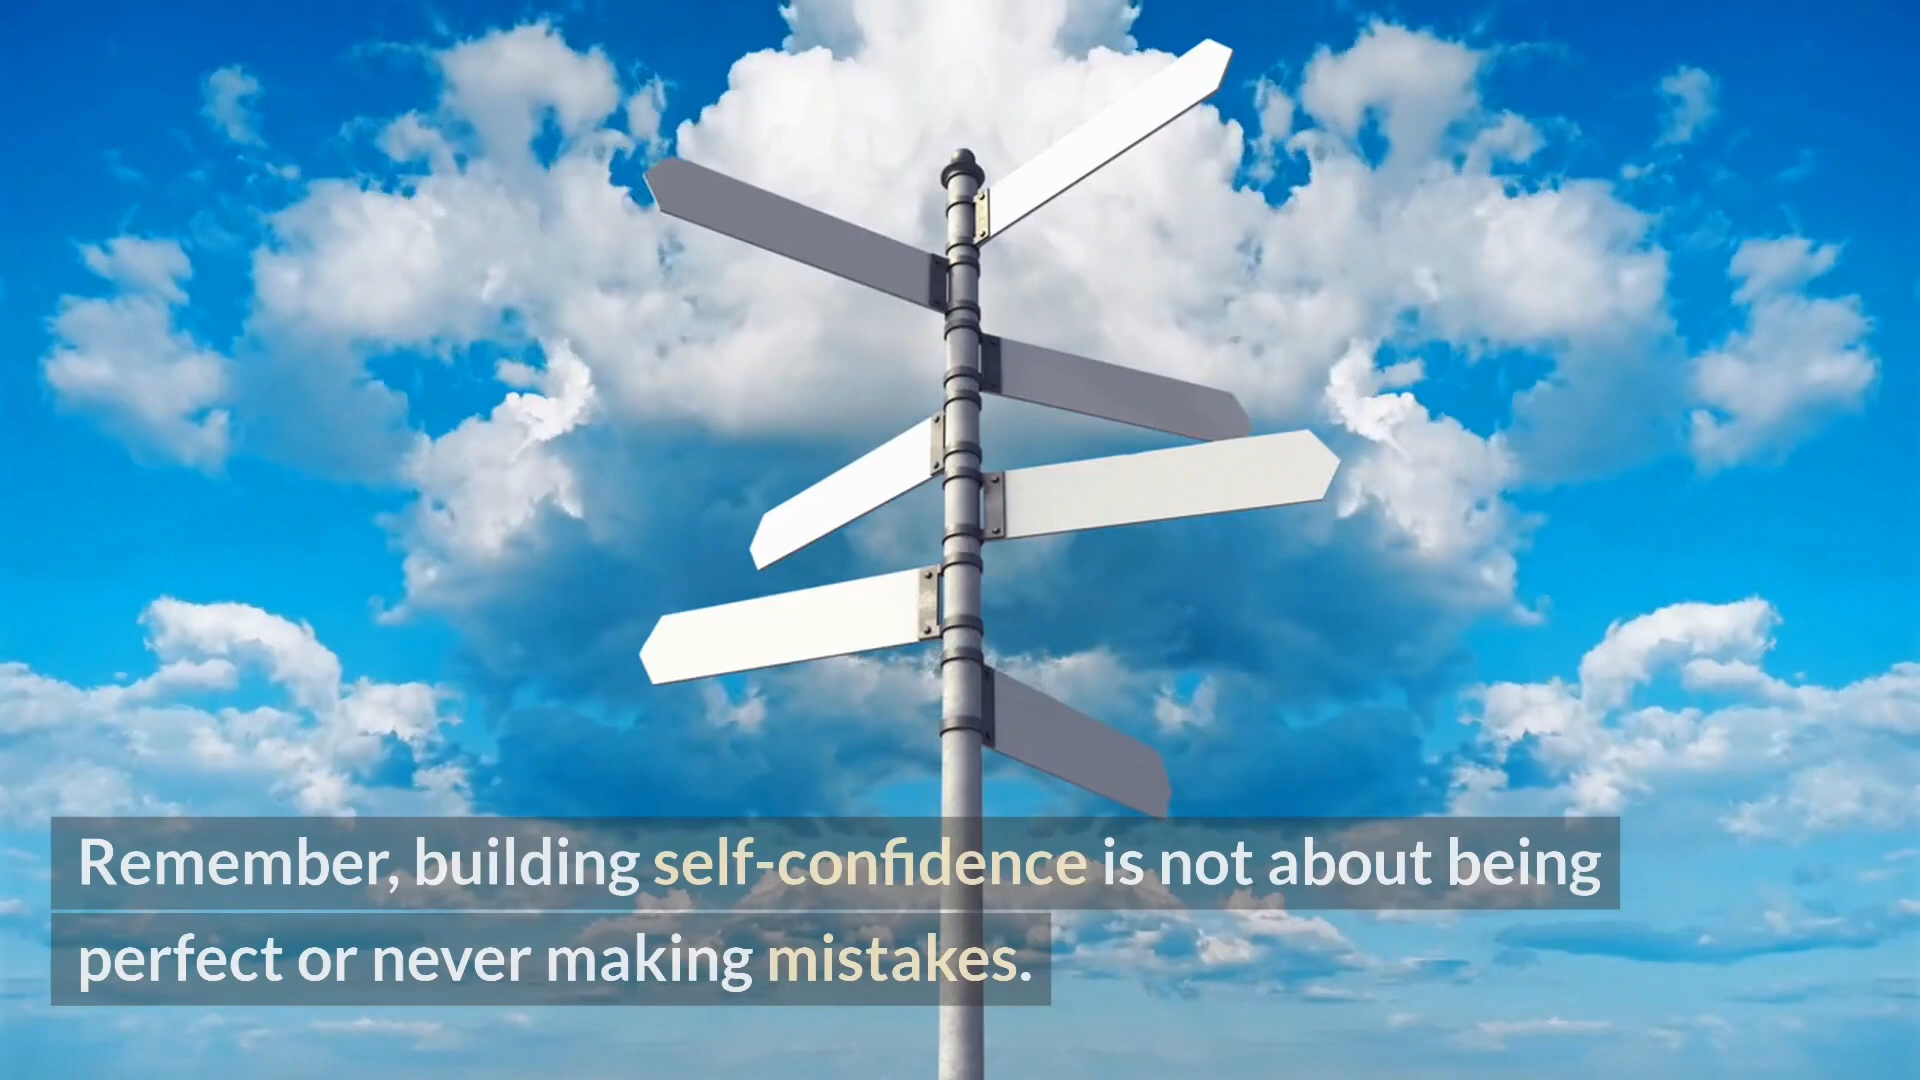 Remember, building self-confidence is not about being
perfect or never making mistakes.